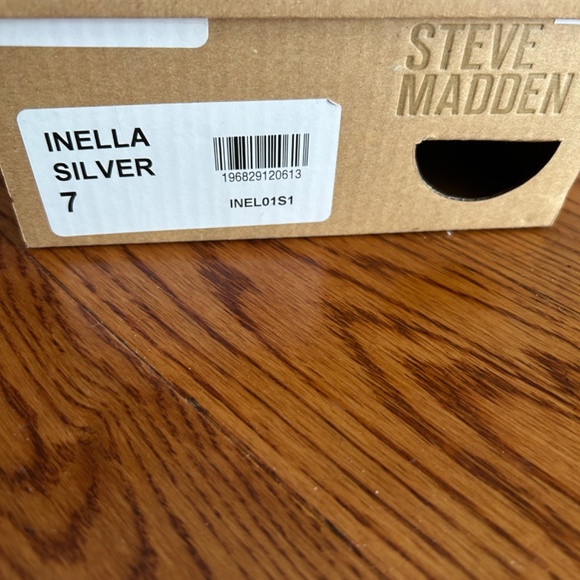 STEVE
MADDEN
INELLA
SILVER
7
196829120613
INEL01S1